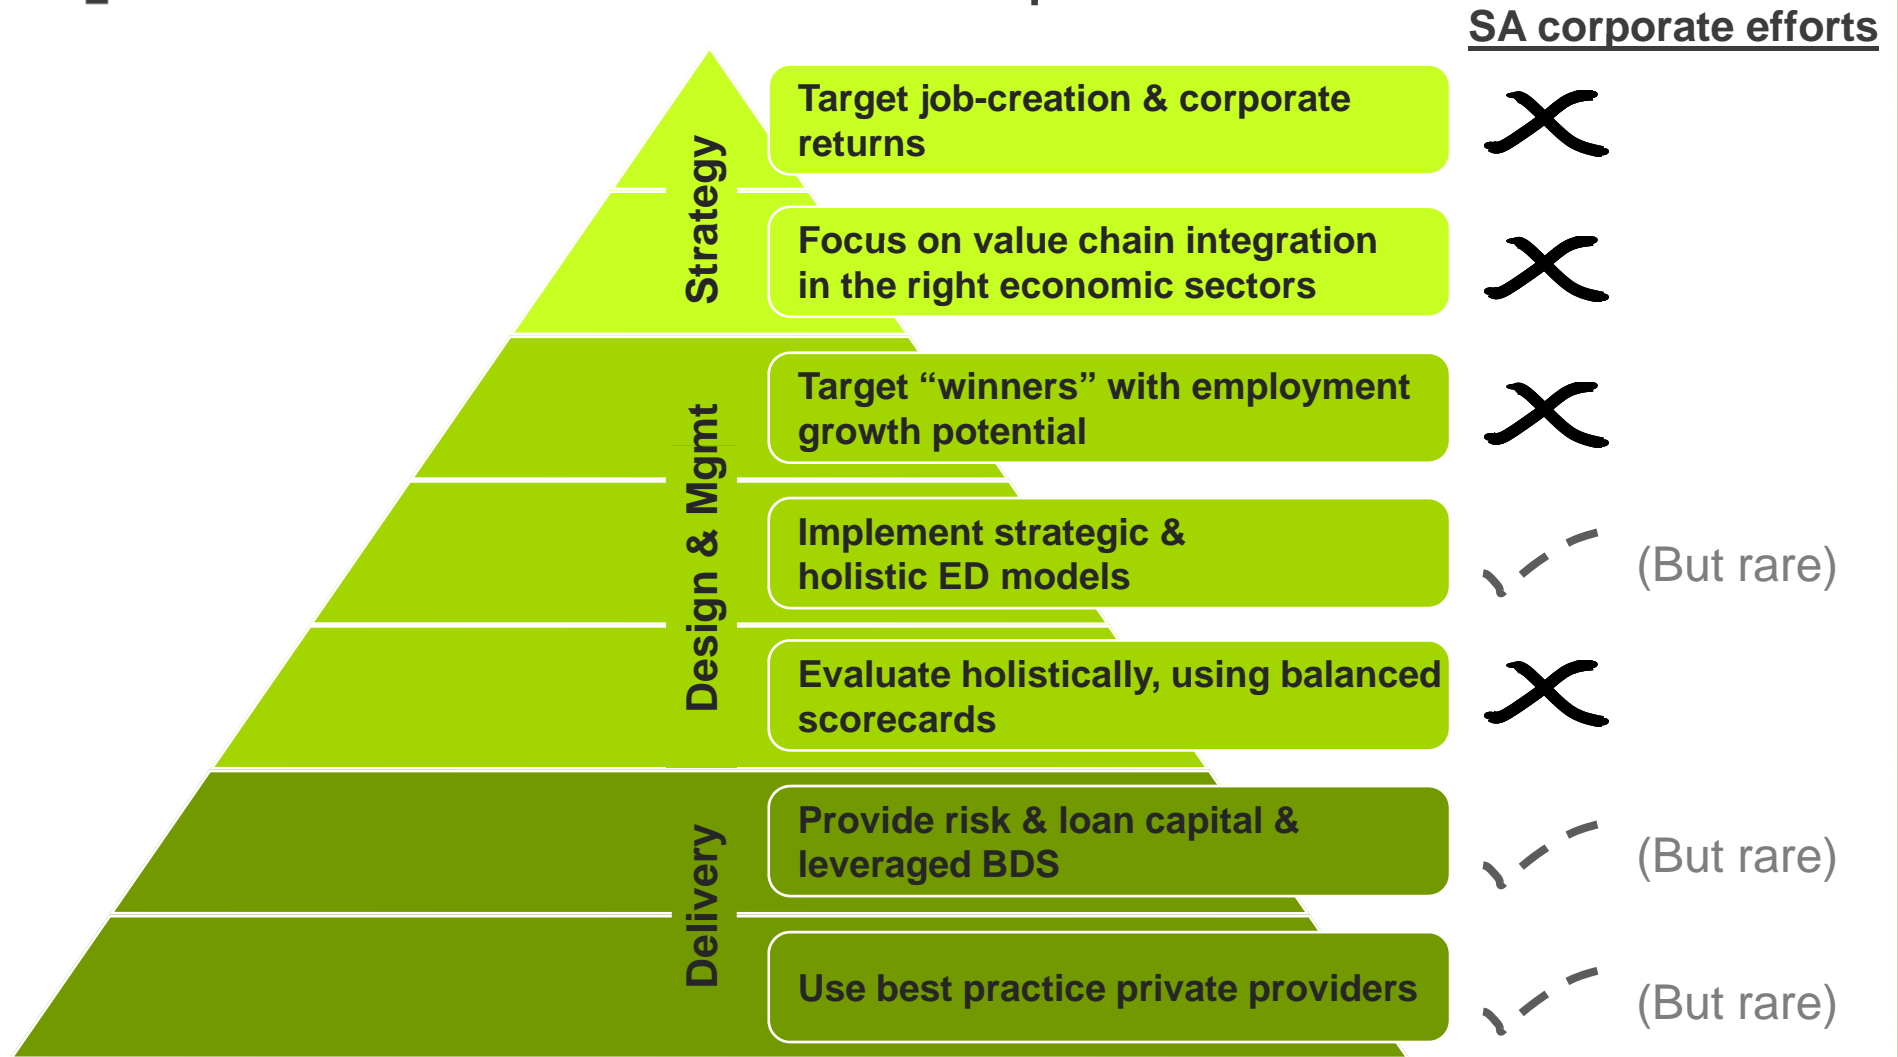 SA corporate efforts
Strategy
Target job-creation & corporate
returns
Focus on value chain integration
in the right economic sectors
Design & Mgmt
Target “winners” with employment
growth potential
Implement strategic &
holistic ED models
(But rare)
Evaluate holistically, using balanced
scorecards
Delivery
Provide risk & loan capital &
leveraged BDS
(But rare)
Use best practice private providers
(But rare)